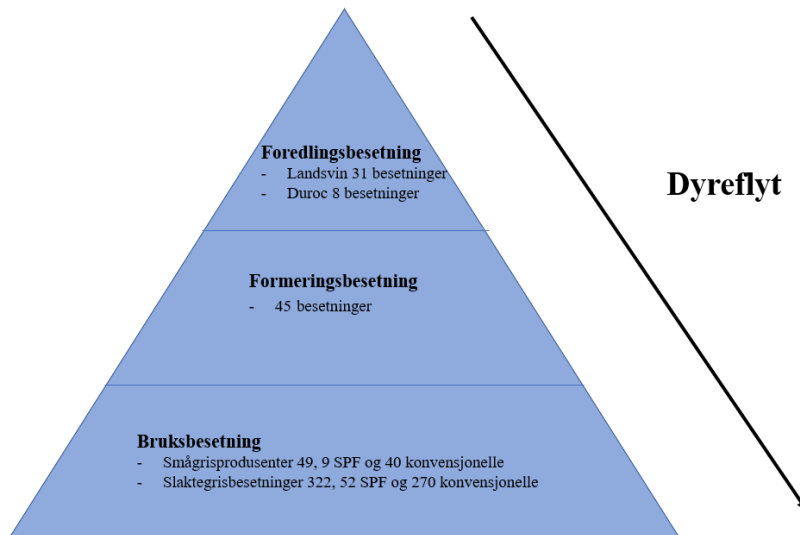 Foredlingsbesetning
- Landsvin 31 besetninger
- Duroc 8 besetninger
Dyreflyt
Formeringsbesetning
- 45 besetninger
Bruksbesetning
- Smågrisprodusenter 49, 9 SPF og 40 konvensjonelle
- Slaktegrisbesetninger 322, 52 SPF og 270 konvensjonelle